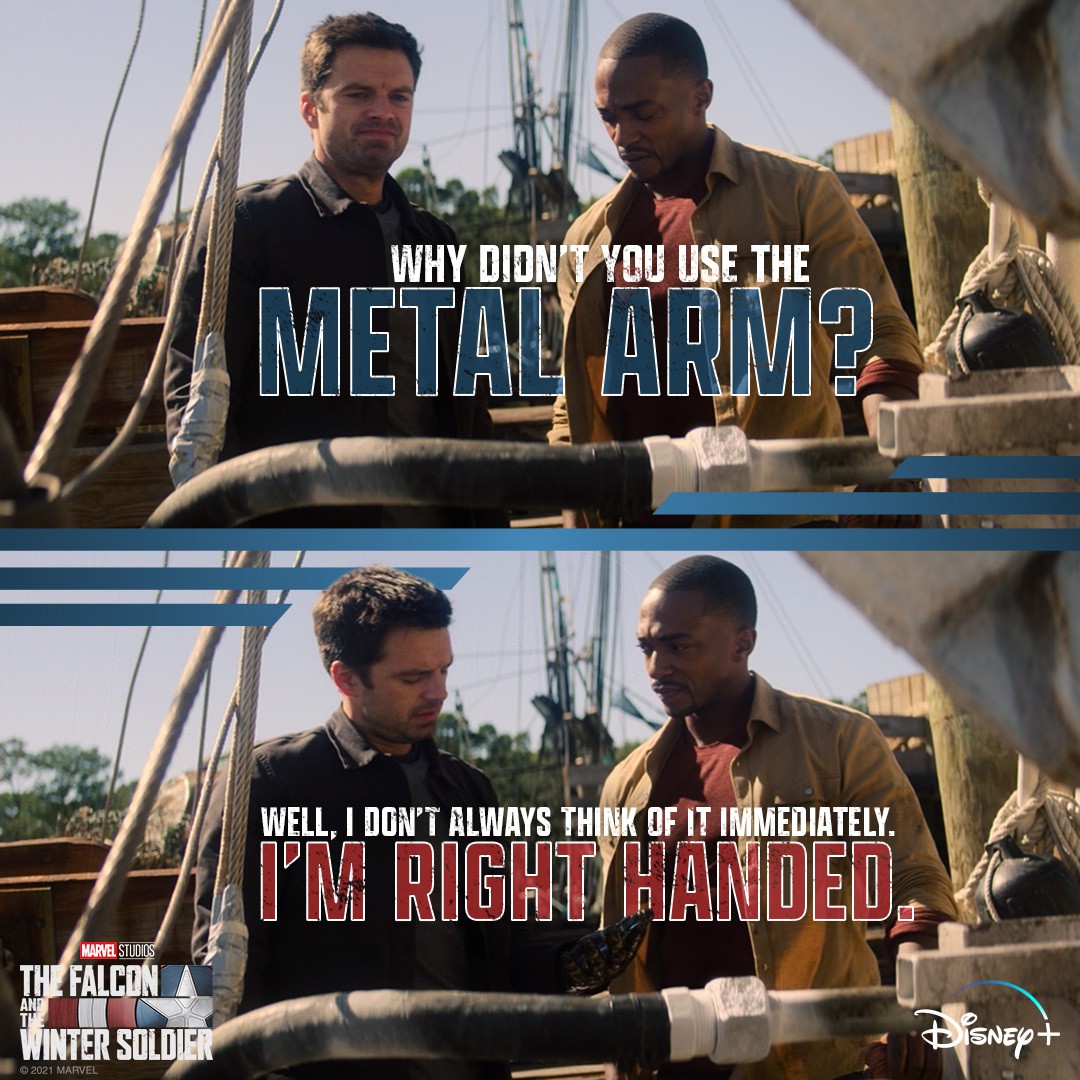 WHY DIDN'T YOU USE THE
METAL ARM?
WELL, I DON'T ALWAYS THINK OF IT IMMEDIATELY.
I'M RIGHT HANDED.
MARVEL STUDIOS
THE FALCON
AND
THE
WINTER SOLDIER
© 2021 MARVEL
Disney+